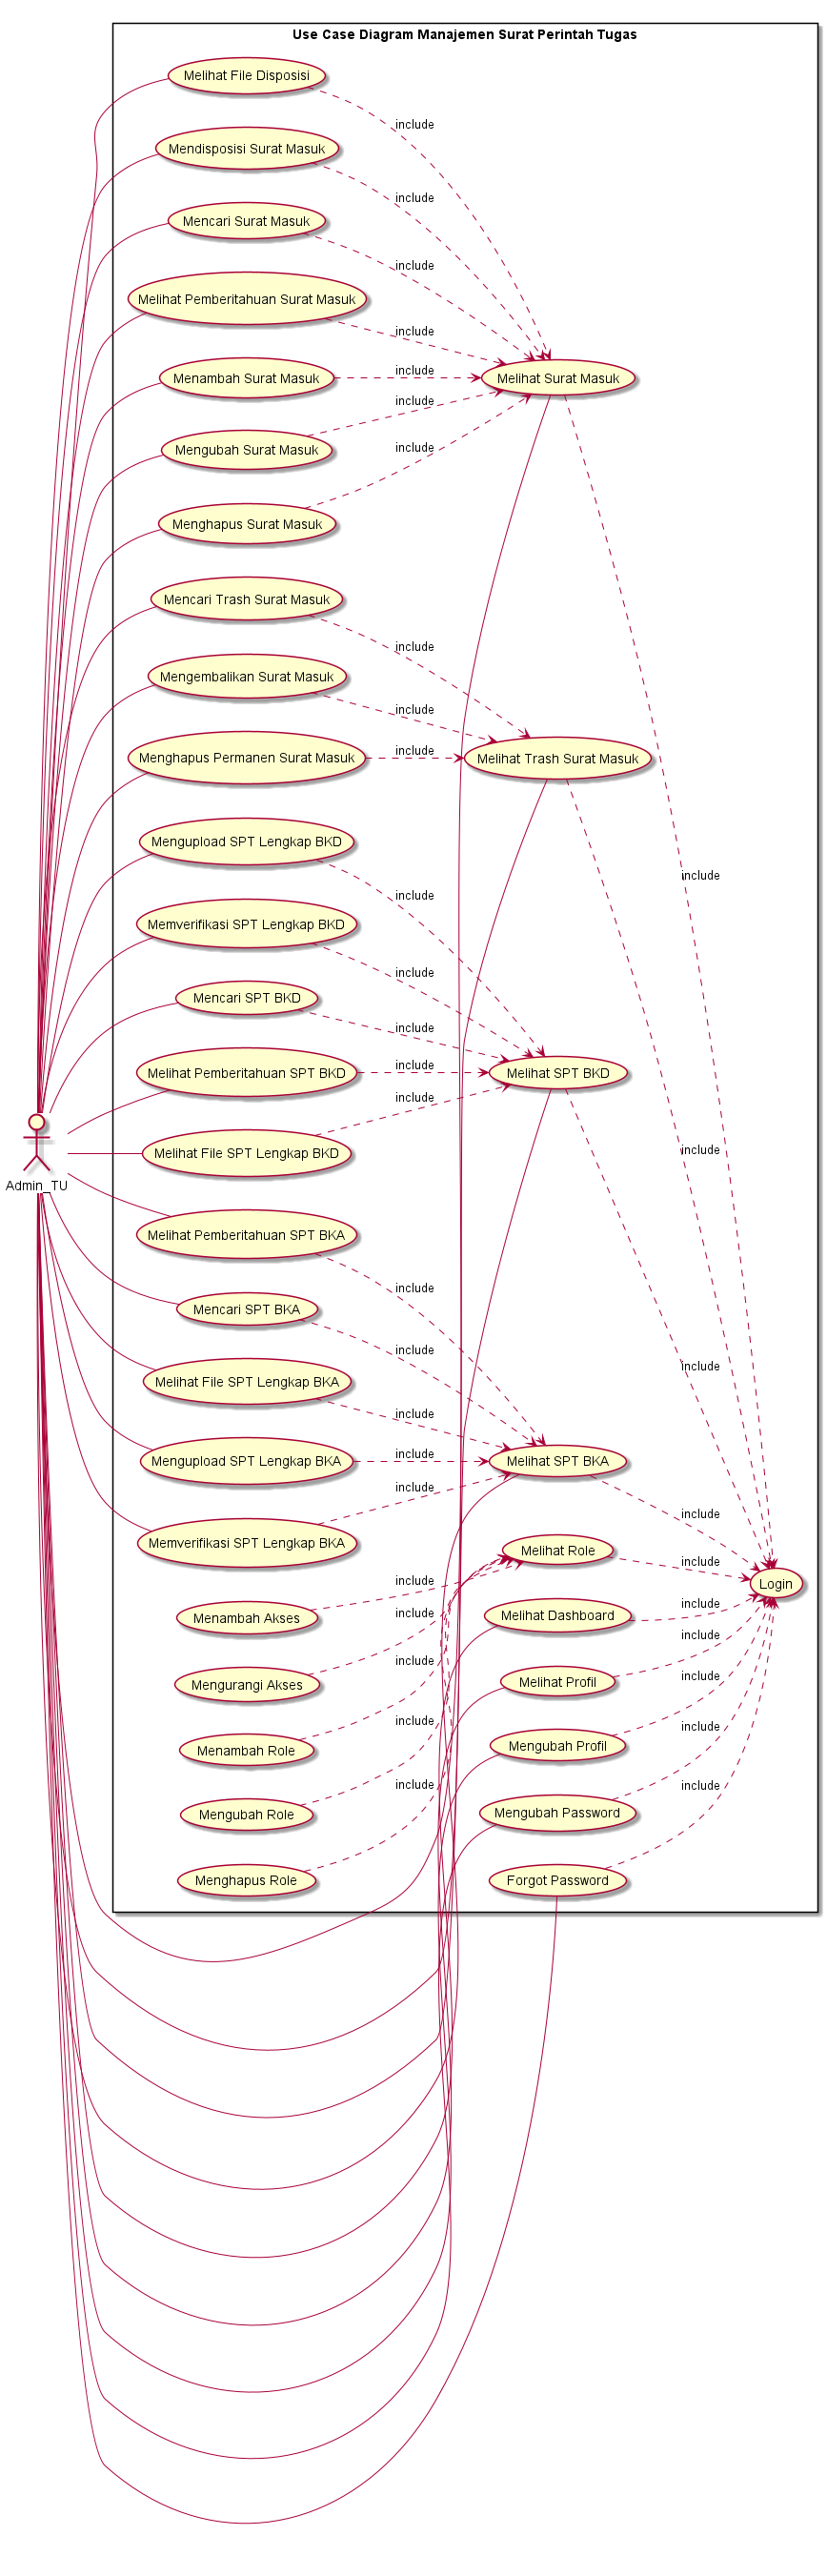 Use Case Diagram Manajemen Surat Perintah Tugas
Melihat File Disposisi
include
Mendisposisi Surat Masuk
include
Mencari Surat Masuk
include
Melihat Pemberitahuan Surat Masuk
include
Menambah Surat Masuk
include
Melihat Surat Masuk
include
Mengubah Surat Masuk
include
Menghapus Surat Masuk
Mencari Trash Surat Masuk
include
Mengembalikan Surat Masuk
include
Menghapus Permanen Surat Masuk
include
Melihat Trash Surat Masuk
Mengupload SPT Lengkap BKD
include
include
Memverifikasi SPT Lengkap BKD
include
Mencari SPT BKD
include
Melihat Pemberitahuan SPT BKD
include
Melihat SPT BKD
include
Melihat File SPT Lengkap BKD
include
Admin_TU
Melihat Pemberitahuan SPT BKA
include
Mencari SPT BKA
include
Melihat File SPT Lengkap BKA
include
Mengupload SPT Lengkap BKA
include
Melihat SPT BKA
include
Memverifikasi SPT Lengkap BKA
Melihat Role
include
include
Login
Menambah Akses
include
Melihat Dashboard
include
include
Mengurangi Akses
Melihat Profil
include
include
Menambah Role
Mengubah Profil
include
include
Mengubah Role
Mengubah Password
include
include
Menghapus Role
Forgot Password